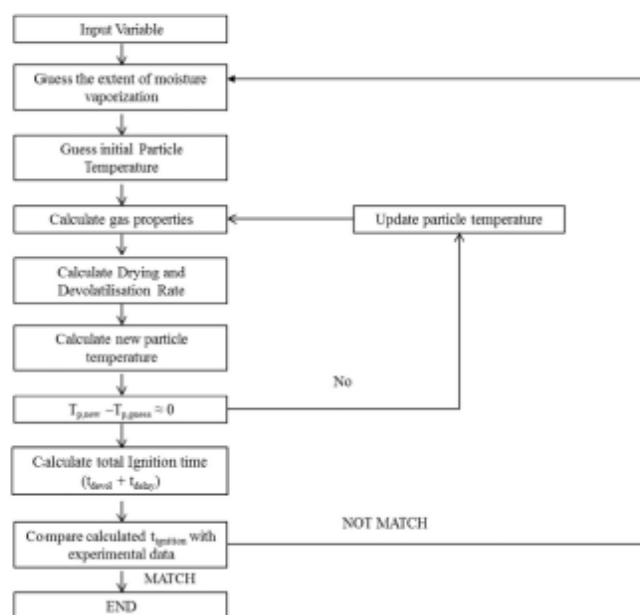 Input Variable
Guess the extent of moisture
vaporization
Guess initial Particle
Temperature
Calculate gas properties
Update particle temperature
Calculate Drying and
Devolatilisation Rate
Calculate new particle
temperature
No
Tp,new –Tp,guess ≈ 0
Calculate total Ignition time
(tdevol + tdelay)
NOT MATCH
Compare calculated tignition with
experimental data
MATCH
END